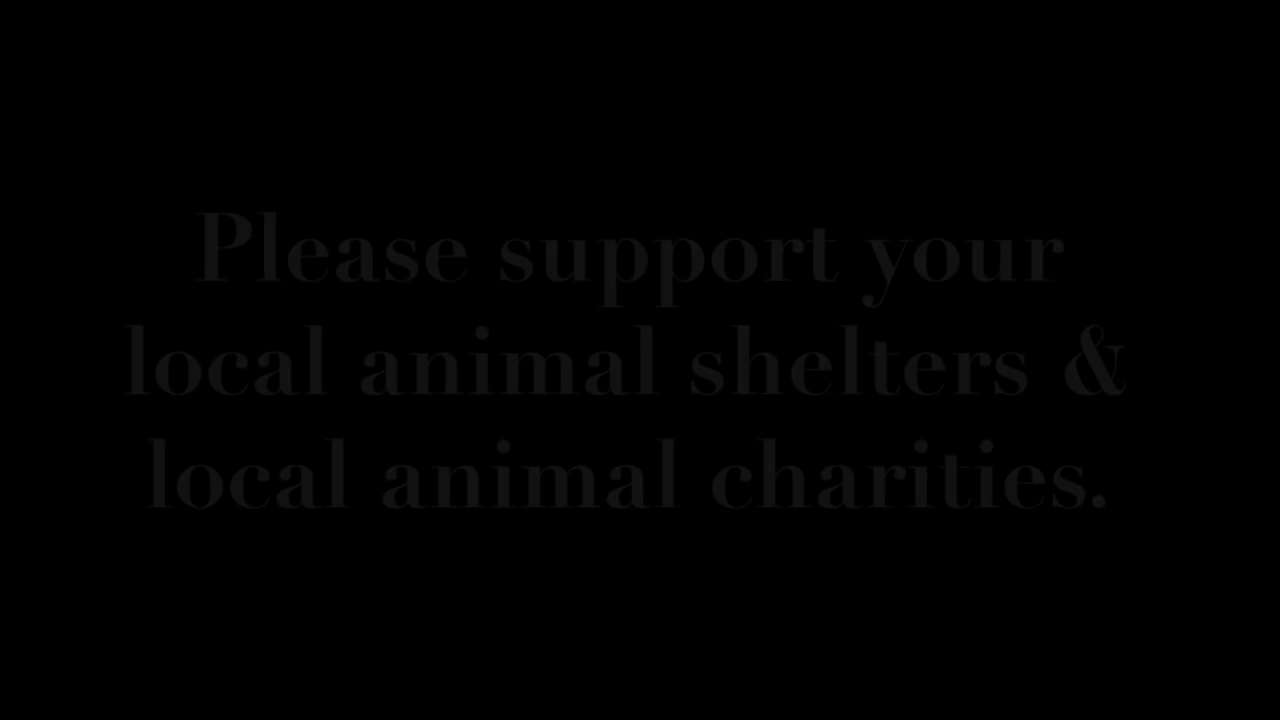 Please support your
local animal shelters &
local animal charities.